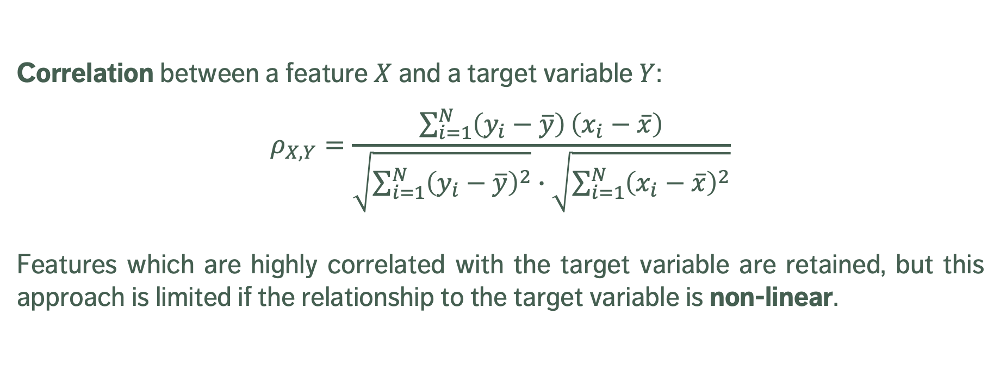 Correlation between a feature X and a target variable Y:
$\rho_{X,Y} = \frac{\sum_{i=1}^{N}(y_i - \bar{y})(x_i - \bar{x})}{\sqrt{\sum_{i=1}^{N}(y_i - \bar{y})^2} \cdot \sqrt{\sum_{i=1}^{N}(x_i - \bar{x})^2}}$
Features which are highly correlated with the target variable are retained, but this
approach is limited if the relationship to the target variable is non-linear.